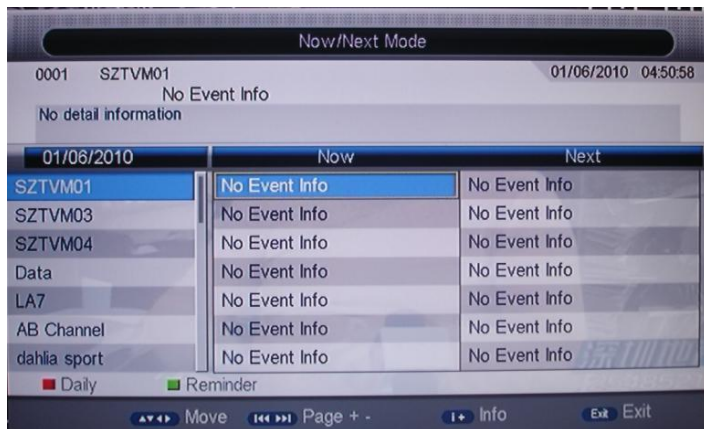 Now/Next Mode
0001 SZTVM01 01/06/2010 04:50:58
No Event Info
No detail information
01/06/2010 Now Next
SZTVM01 No Event Info No Event Info
SZTVM03 No Event Info No Event Info
SZTVM04 No Event Info No Event Info
Data No Event Info No Event Info
LA7 No Event Info No Event Info
AB Channel No Event Info No Event Info
dahlia sport No Event Info No Event Info
Daily Reminder
Move Page + - i+ Info Exit Exit